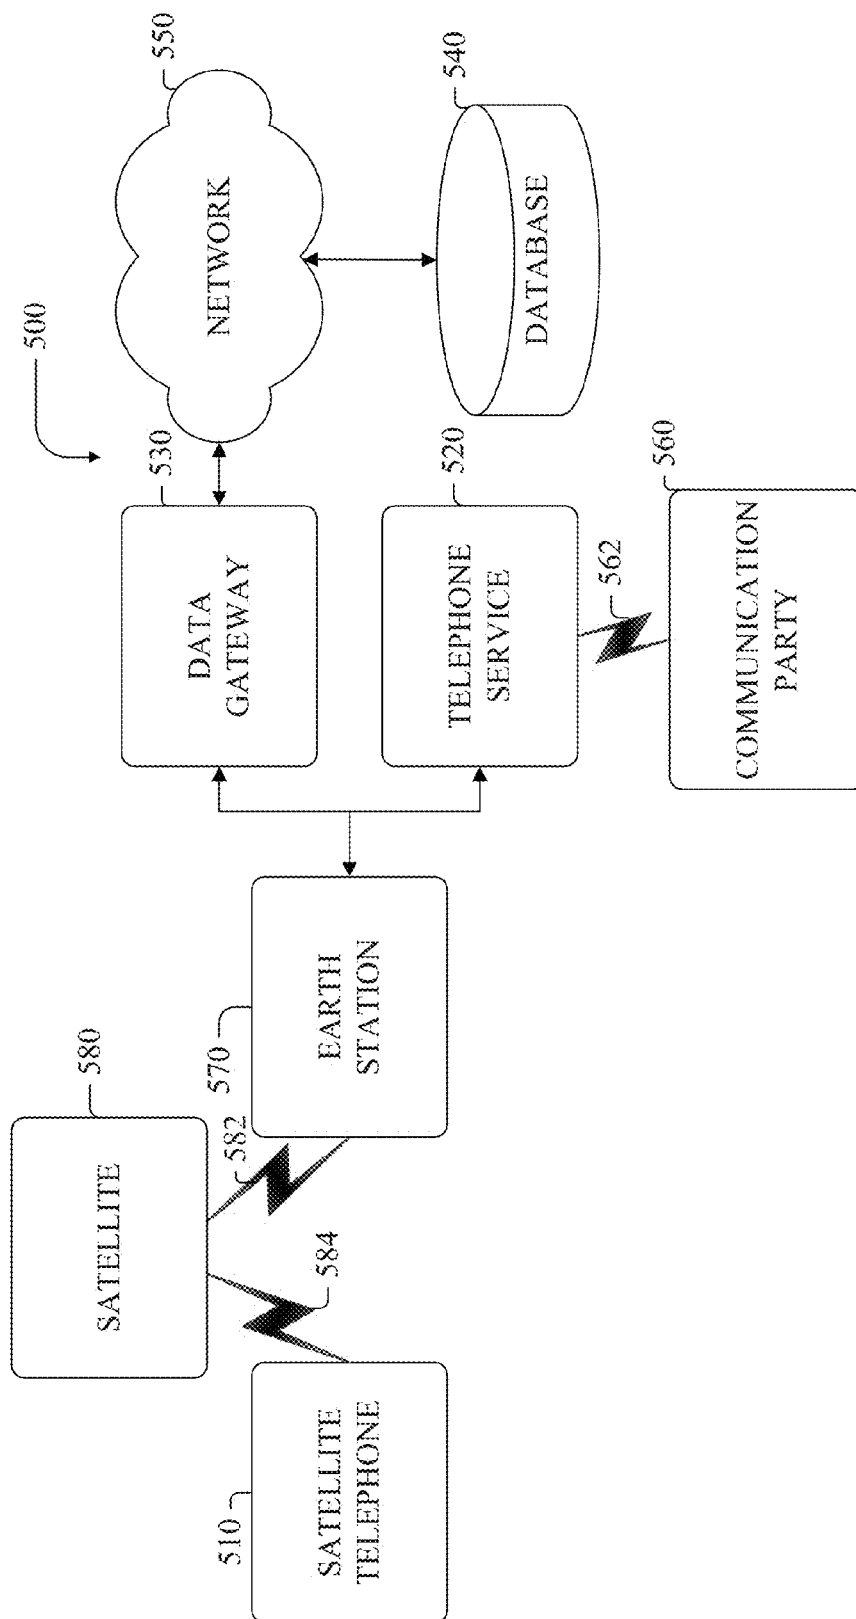 500
SATELLITE
580
550
NETWORK
530
DATA
GATEWAY
582
584
570
EARTH
STATION
510
SATELLITE
TELEPHONE
540
DATABASE
520
TELEPHONE
SERVICE
562
560
COMMUNICATION
PARTY